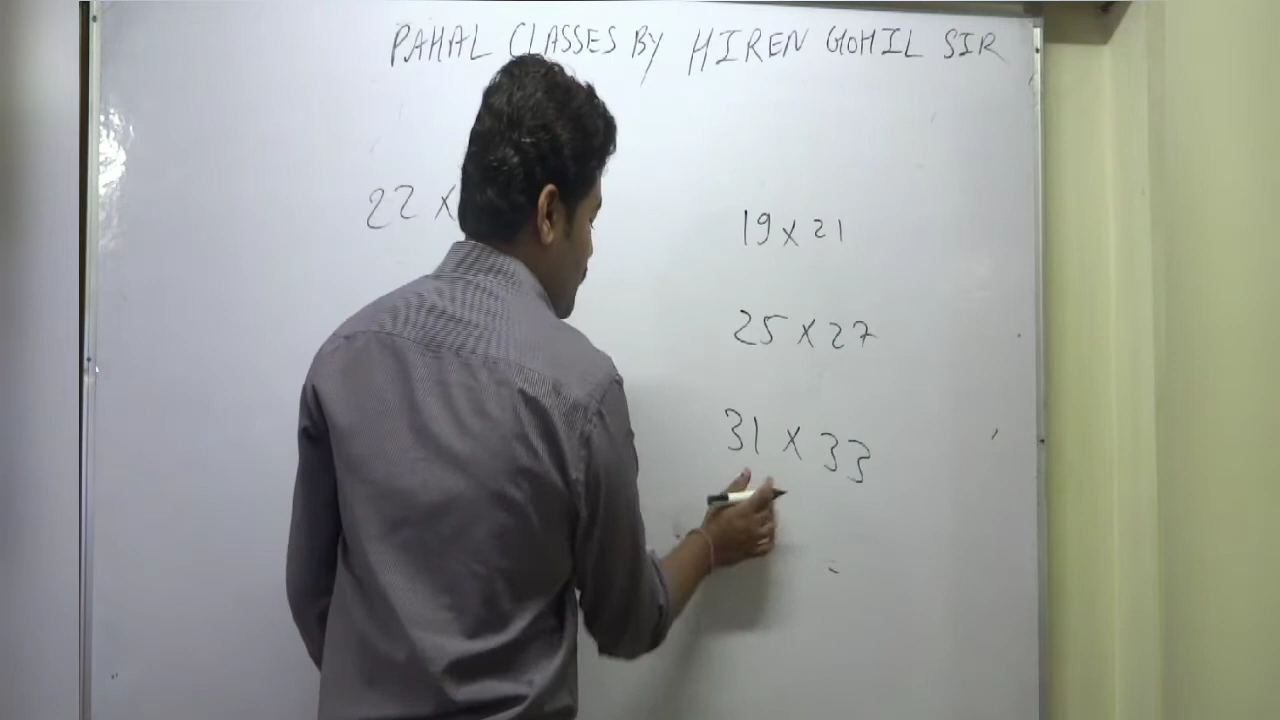 PAHAL CLASSES BY HIREN GOHIL SIR
22 X
19 X 21
25 X 27
31 X 33